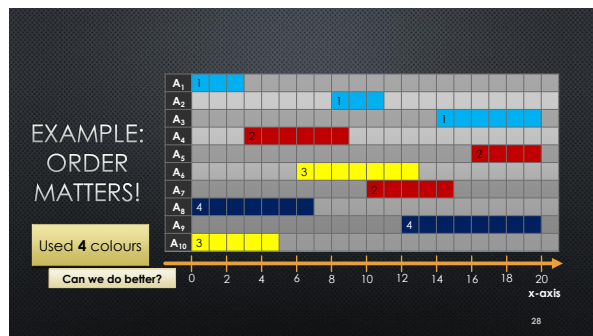 EXAMPLE:
ORDER
MATTERS!
Used 4 colours
Can we do better?
A1 1
A2 1
A3 1
A4 2
A5 2
A6 3
A7 2
A8 4
A9 4
A10 3
0 2 4 6 8 10 12 14 16 18 20
x-axis
28